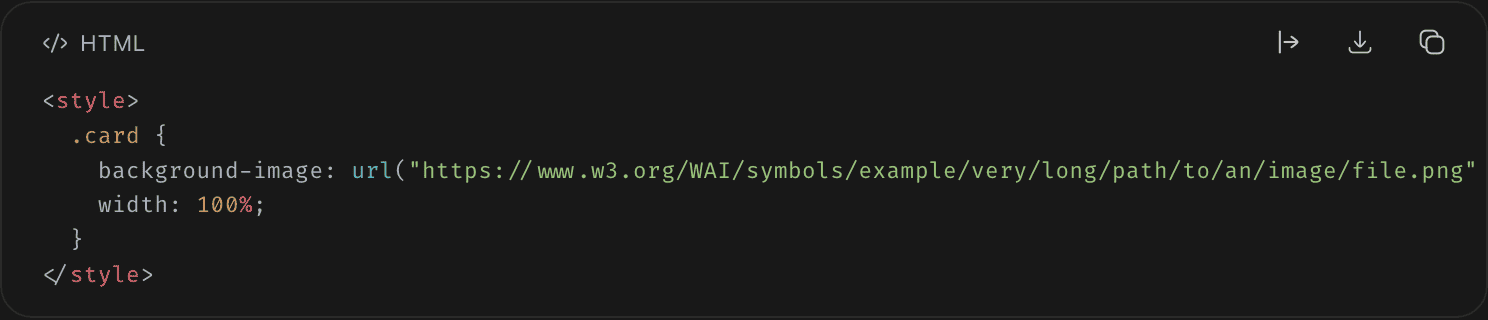 </> HTML
<style>
  .card {
    background-image: url("https://www.w3.org/WAI/symbols/example/very/long/path/to/an/image/file.png"
    width: 100%;
  }
</style>